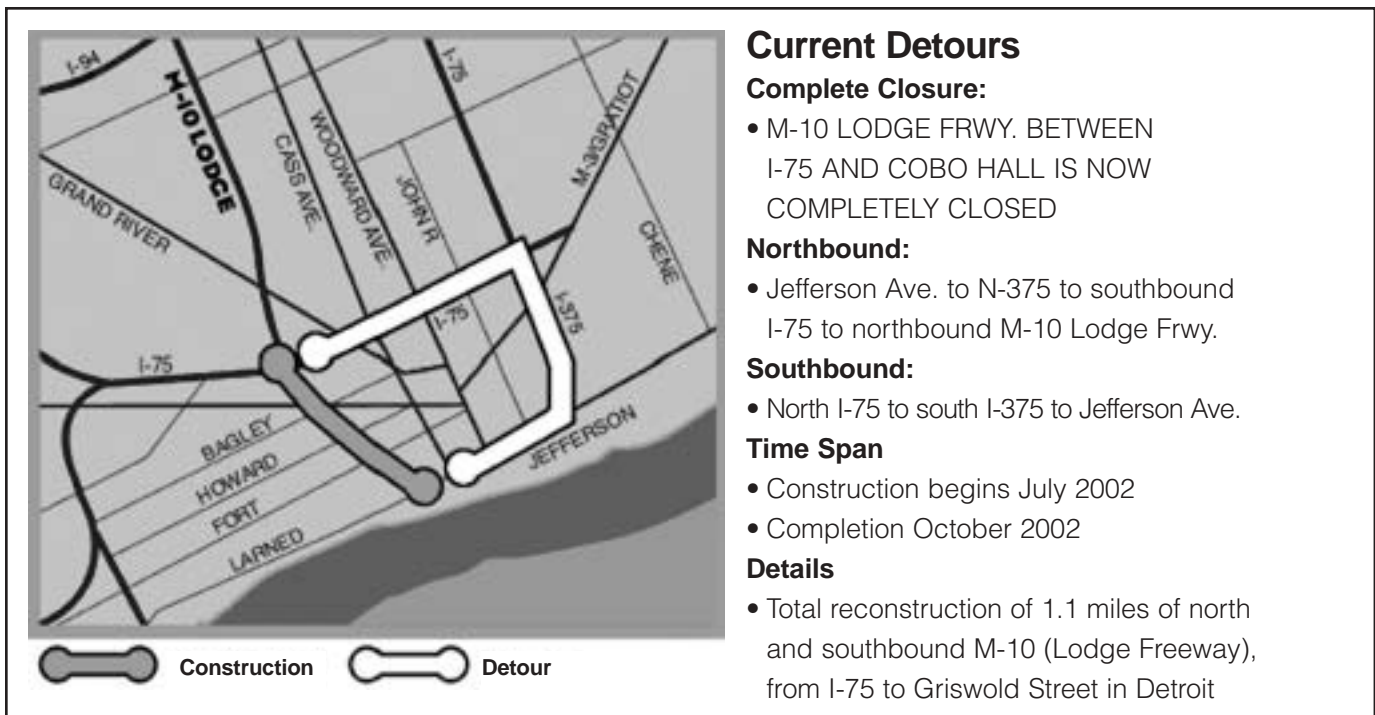 I-94
M-10 LODGE
I-75
WOODWARD AVE.
CASS AVE.
JOHN R
M-3/GRATIOT
GRAND RIVER
CHENE
I-75
I-375
I-75
BAGLEY
HOWARD
FORT
LARNED
JEFFERSON
Construction
Detour
Current Detours
Complete Closure:
• M-10 LODGE FRWY. BETWEEN
I-75 AND COBO HALL IS NOW
COMPLETELY CLOSED
Northbound:
• Jefferson Ave. to N-375 to southbound
I-75 to northbound M-10 Lodge Frwy.
Southbound:
• North I-75 to south I-375 to Jefferson Ave.
Time Span
• Construction begins July 2002
• Completion October 2002
Details
• Total reconstruction of 1.1 miles of north
and southbound M-10 (Lodge Freeway),
from I-75 to Griswold Street in Detroit